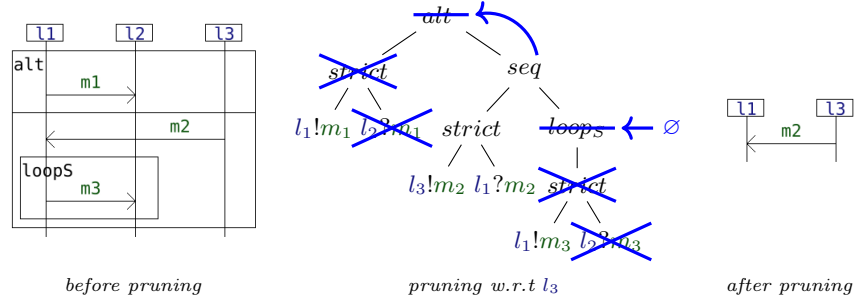 l1 l2 l3
alt
m1
m2
loopS
m3
before pruning
alt
strict seq
l₁!m₁ l₂?m₁ strict loopS ∅
l₃!m₂ l₁?m₂ strict
l₁!m₃ l₂?m₃
pruning w.r.t l₃
l1 l3
m2
after pruning